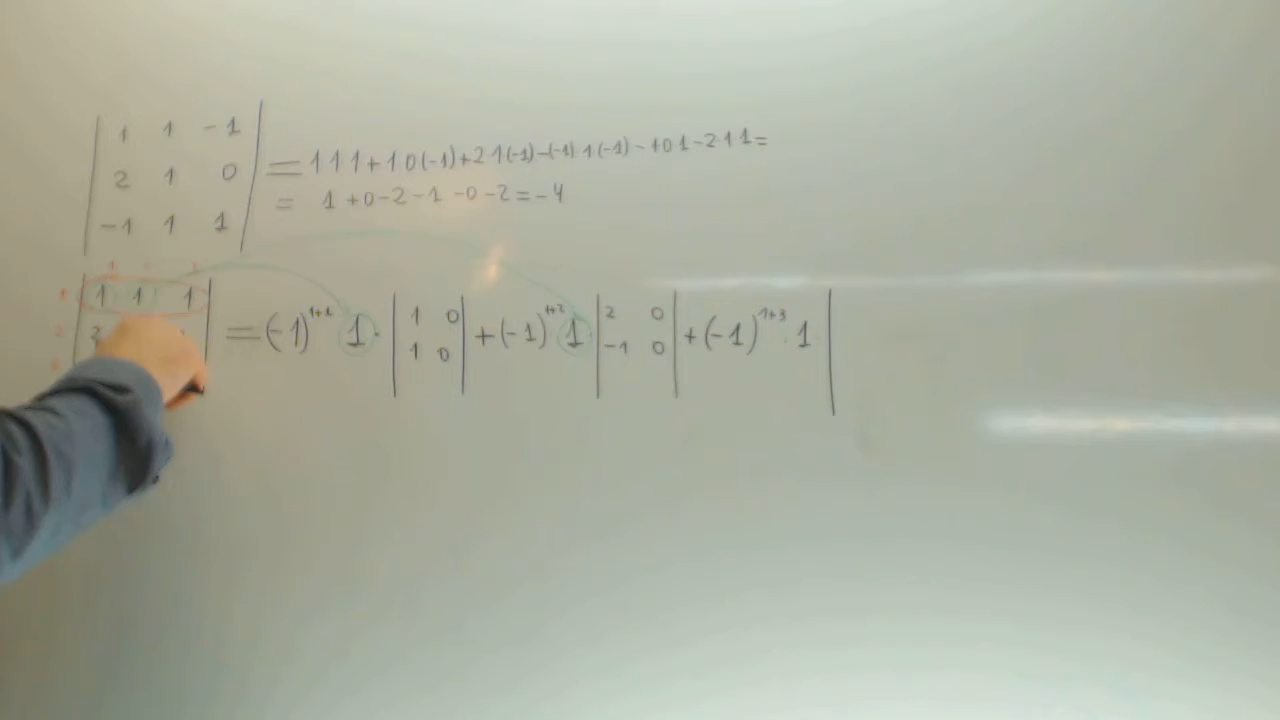 1 1 -1
2 1 0
-1 1 1
= 1 1 1 + 1 0 (-1) + 2 1 (-1) - (-1) 1 (-1) - 1 0 1 - 2 1 1 =
= 1 + 0 - 2 - 1 - 0 - 2 = -4
1 1 1
2
= (-1)^1+1 1 · | 1 0 | + (-1)^1+2 1 | 2 0 | + (-1)^1+3 · 1 |
| 1 0 | | -1 0 |